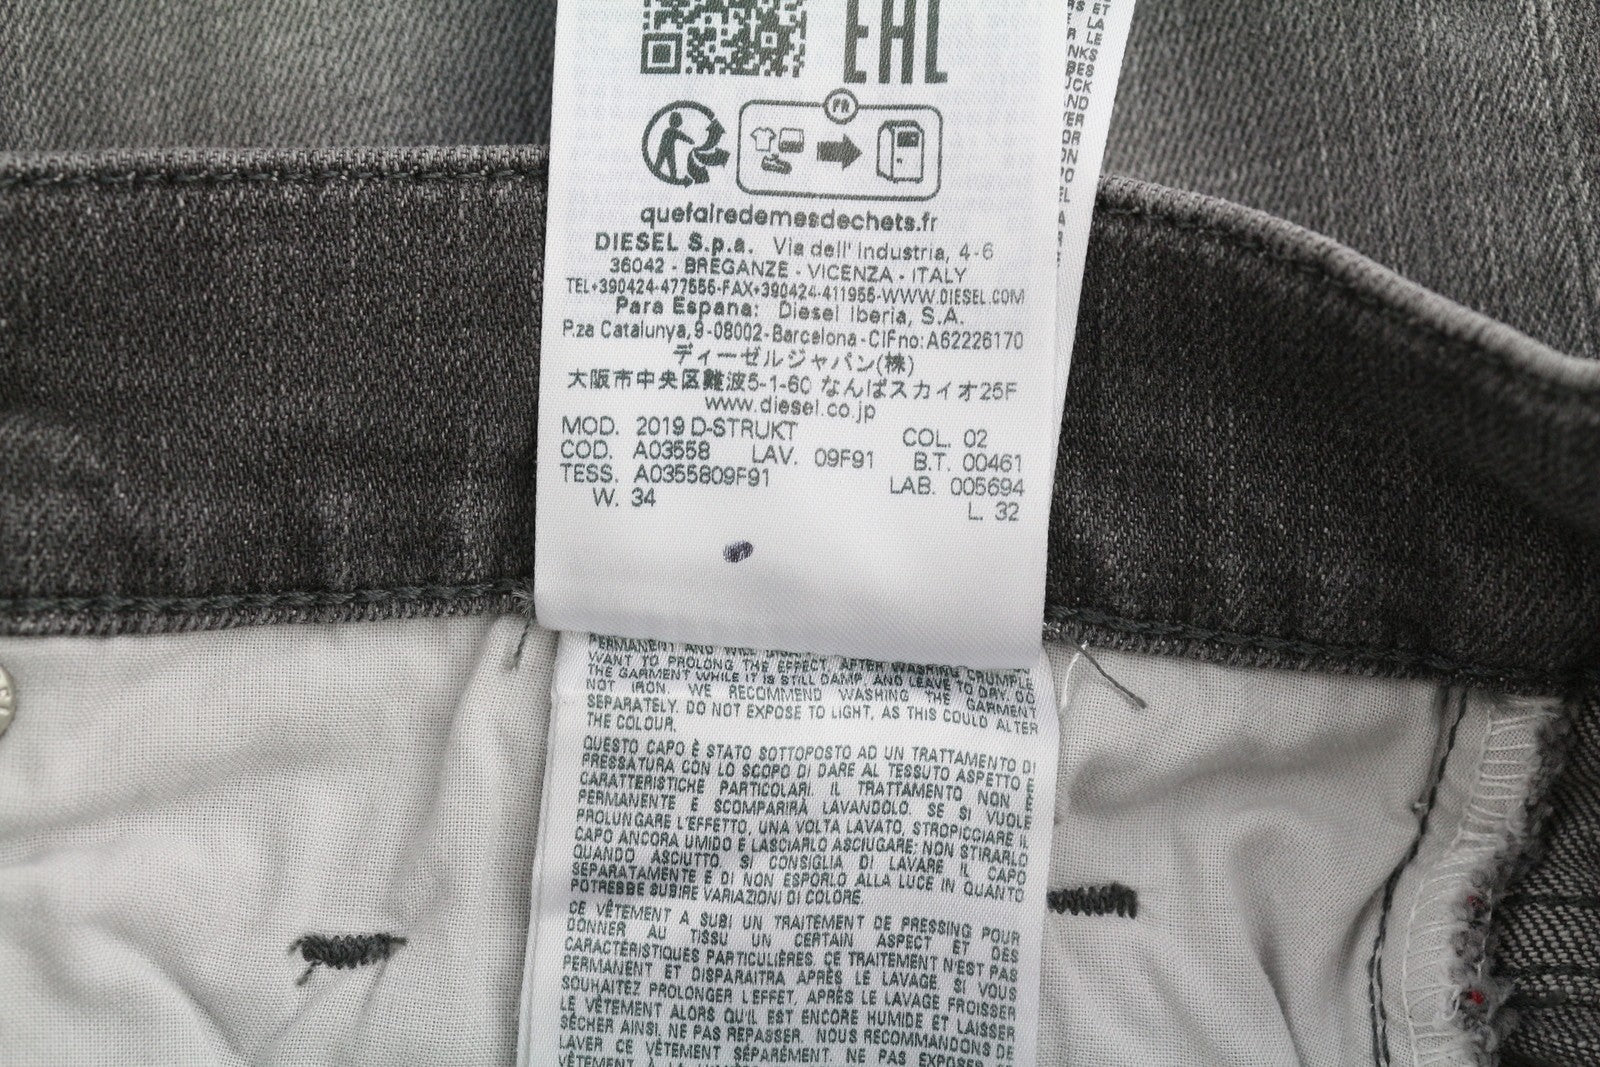 EAC
FR
quefairedemesdechets.fr
DIESEL S.p.a. Via dell' Industria, 4-6
36042 - BREGANZE - VICENZA - ITALY
TEL+390424-477555-FAX+390424-411955-WWW.DIESEL.COM
Para Espana: Diesel Iberia, S.A.
P.za Catalunya, 9-08002-Barcelona-CIFno:A62226170
ディーゼルジャパン(株)
大阪市中央区難波5-1-60 なんばスカイオ25F
www.diesel.co.jp
MOD. 2019 D-STRUKT COL. 02
COD. A03558 LAV. 09F91 B.T. 00461
TESS. A0355809F91 LAB. 005694
W. 34 L. 32
PERMANENT AND WILL
WANT TO PROLONG THE EFFECT, AFTER WASHING CRUMPLE
THE GARMENT WHILE IT IS STILL DAMP, AND LEAVE TO DRY. DO
NOT IRON. WE RECOMMEND WASHING THE GARMENT
SEPARATELY. DO NOT EXPOSE TO LIGHT, AS THIS COULD ALTER
THE COLOUR.
QUESTO CAPO È STATO SOTTOPOSTO AD UN TRATTAMENTO DI
PRESSATURA CON LO SCOPO DI DARE AL TESSUTO ASPETTO E
CARATTERISTICHE PARTICOLARI. IL TRATTAMENTO NON È
PERMANENTE E SCOMPARIRÀ LAVANDOLO. SE SI VUOLE
PROLUNGARE L'EFFETTO, UNA VOLTA LAVATO, STROPICCIARE IL
CAPO ANCORA UMIDO E LASCIARLO ASCIUGARE; NON STIRARLO
QUANDO ASCIUTTO. SI CONSIGLIA DI LAVARE IL CAPO
SEPARATAMENTE E DI NON ESPORLO ALLA LUCE IN QUANTO
POTREBBE SUBIRE VARIAZIONI DI COLORE.
CE VÊTEMENT A SUBI UN TRAITEMENT DE PRESSING POUR
DONNER AU TISSU UN CERTAIN ASPECT ET DES
CARACTÉRISTIQUES PARTICULIÈRES. CE TRAITEMENT N'EST PAS
PERMANENT ET DISPARAITRA APRÈS LE LAVAGE. SI VOUS
SOUHAITEZ PROLONGER L'EFFET, APRÈS LE LAVAGE FROISSER
LE VÊTEMENT ALORS QU'IL EST ENCORE HUMIDE ET LAISSER
SÉCHER AINSI. NE PAS REPASSER. NOUS RECOMMANDONS DE
LAVER CE VÊTEMENT SÉPARÉMENT. NE PAS EXPOSER CE
VÊTEMENT À LA